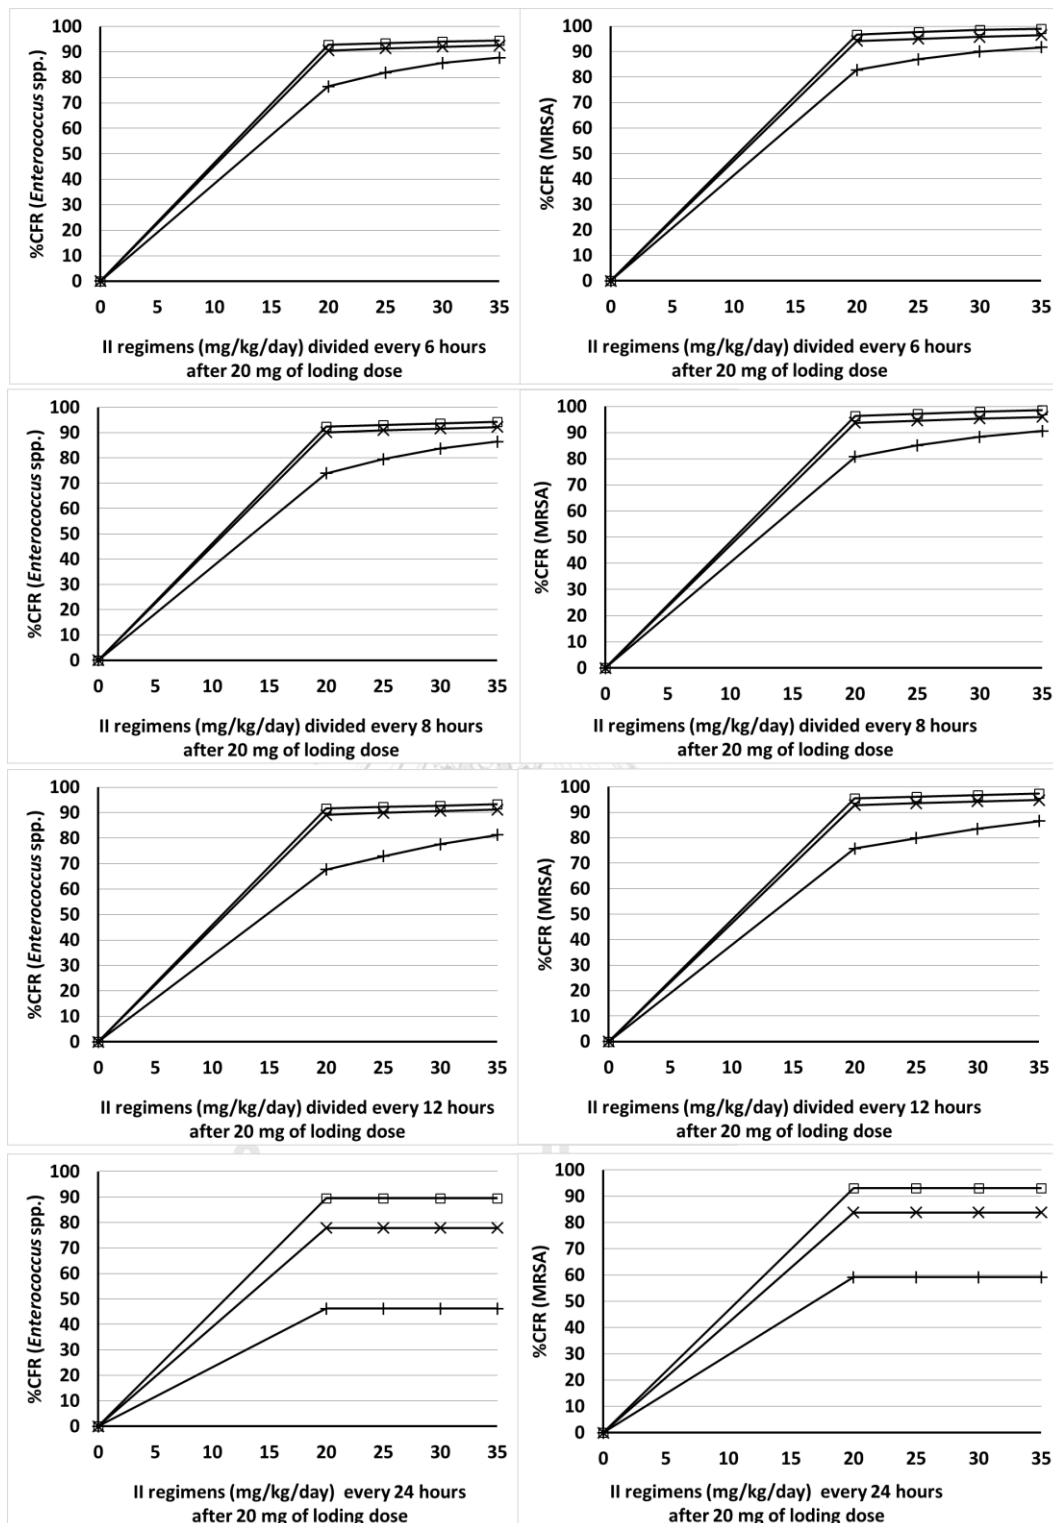 100
90
80
70
60
50
40
30
20
10
0
%CFR (Enterococcus spp.)
0 5 10 15 20 25 30 35
II regimens (mg/kg/day) divided every 6 hours
after 20 mg of loding dose
100
90
80
70
60
50
40
30
20
10
0
%CFR (MRSA)
0 5 10 15 20 25 30 35
II regimens (mg/kg/day) divided every 6 hours
after 20 mg of loding dose
100
90
80
70
60
50
40
30
20
10
0
%CFR (Enterococcus spp.)
0 5 10 15 20 25 30 35
II regimens (mg/kg/day) divided every 8 hours
after 20 mg of loding dose
100
90
80
70
60
50
40
30
20
10
0
%CFR (MRSA)
0 5 10 15 20 25 30 35
II regimens (mg/kg/day) divided every 8 hours
after 20 mg of loding dose
100
90
80
70
60
50
40
30
20
10
0
%CFR (Enterococcus spp.)
0 5 10 15 20 25 30 35
II regimens (mg/kg/day) divided every 12 hours
after 20 mg of loding dose
100
90
80
70
60
50
40
30
20
10
0
%CFR (MRSA)
0 5 10 15 20 25 30 35
II regimens (mg/kg/day) divided every 12 hours
after 20 mg of loding dose
100
90
80
70
60
50
40
30
20
10
0
%CFR (Enterococcus spp.)
0 5 10 15 20 25 30 35
II regimens (mg/kg/day) every 24 hours
after 20 mg of loding dose
100
90
80
70
60
50
40
30
20
10
0
%CFR (MRSA)
0 5 10 15 20 25 30 35
II regimens (mg/kg/day) every 24 hours
after 20 mg of loding dose